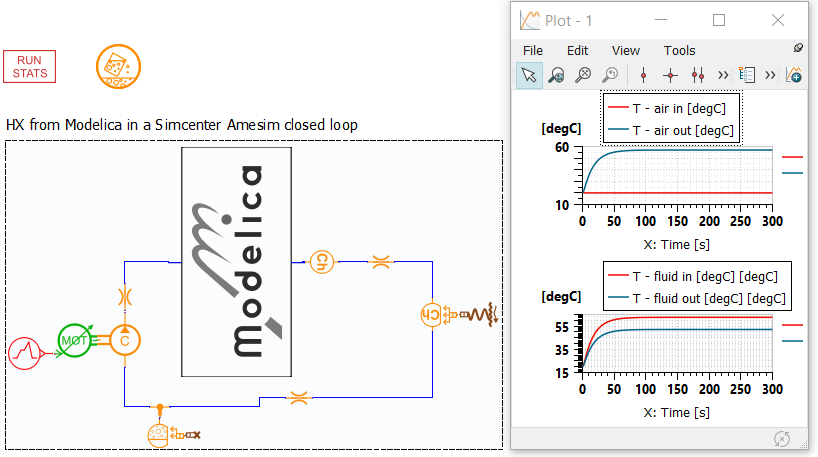 RUN
STATS
HX from Modelica in a Simcenter Amesim closed loop
Modelica
Ch
Ch
MOT
C
Plot - 1
File Edit View Tools
T - air in [degC]
T - air out [degC]
[degC]
60
10
0 50 100 150 200 250 300
X: Time [s]
T - fluid in [degC] [degC]
T - fluid out [degC] [degC]
[degC]
55
35
15
0 50 100 150 200 250 300
X: Time [s]